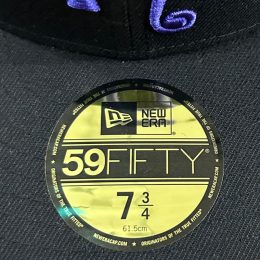 NEW ERA
59FIFTY
7 3/4
61.5cm
NEWERACAP.COM
ORIGINATORS OF THE TRUE FITTED